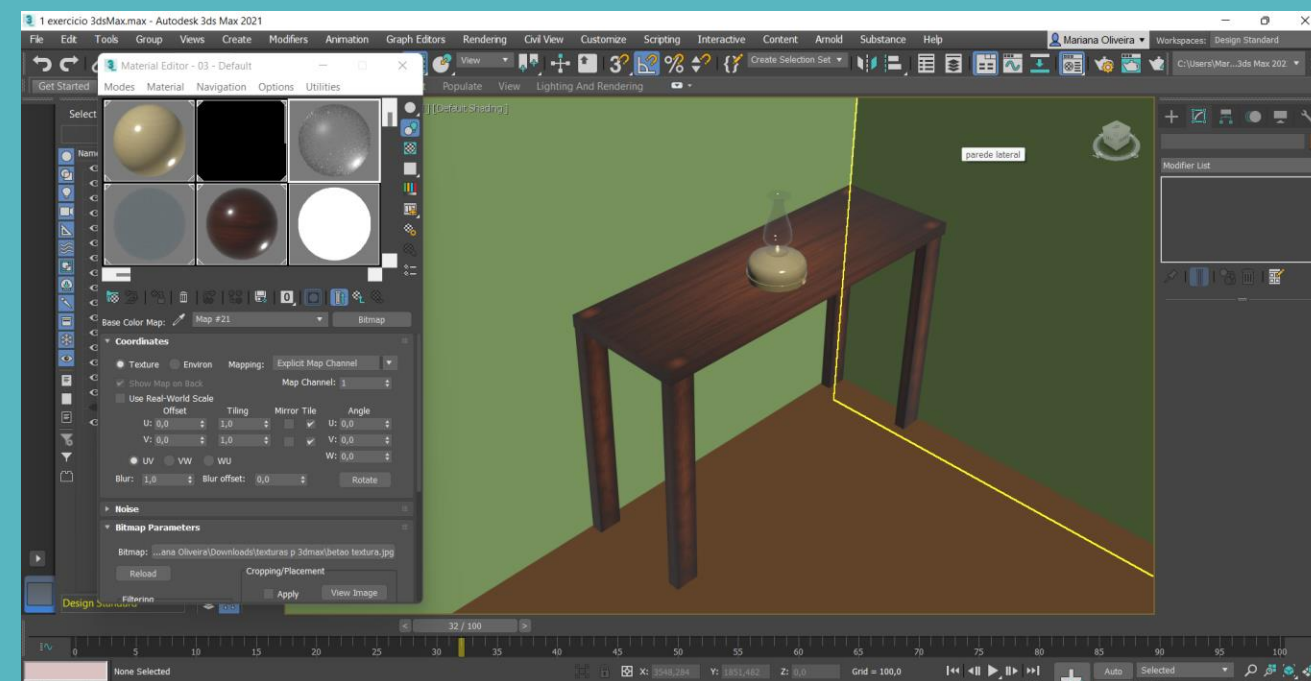 1 exercicio 3dsMax.max - Autodesk 3ds Max 2021
File Edit Tools Group Views Create Modifiers Animation Graph Editors Rendering Civil View Customize Scripting Interactive Content Arnold Substance Help Mariana Oliveira Workspaces: Design Standard
View Create Selection Set C:\Users\Mar...3ds Max 202
Get Started Populate View Lighting And Rendering
Material Editor - 03 - Default
Modes Material Navigation Options Utilities
Select
Name
] [Default Shading ]
parede lateral
Modifier List
Base Color Map: Map #21 Bitmap
Coordinates
Texture Environ Mapping: Explicit Map Channel
Show Map on Back Map Channel: 1
Use Real-World Scale
Offset Tiling Mirror Tile Angle
U: 0,0 1,0 U: 0,0
V: 0,0 1,0 V: 0,0
W: 0,0
UV VW WU
Blur: 1,0 Blur offset: 0,0 Rotate
Noise
Bitmap Parameters
Bitmap: ...ana Oliveira\Downloads\texturas p 3dmax\betao textura.jpg
Reload Cropping/Placement
Filtering Apply View Image
Design Standard
< 32 / 100 >
0 5 10 15 20 25 30 35 40 45 50 55 60 65 70 75 80 85 90 95 100
None Selected X: 3548,284 Y: 1851,482 Z: 0,0 Grid = 100,0 Auto Selected